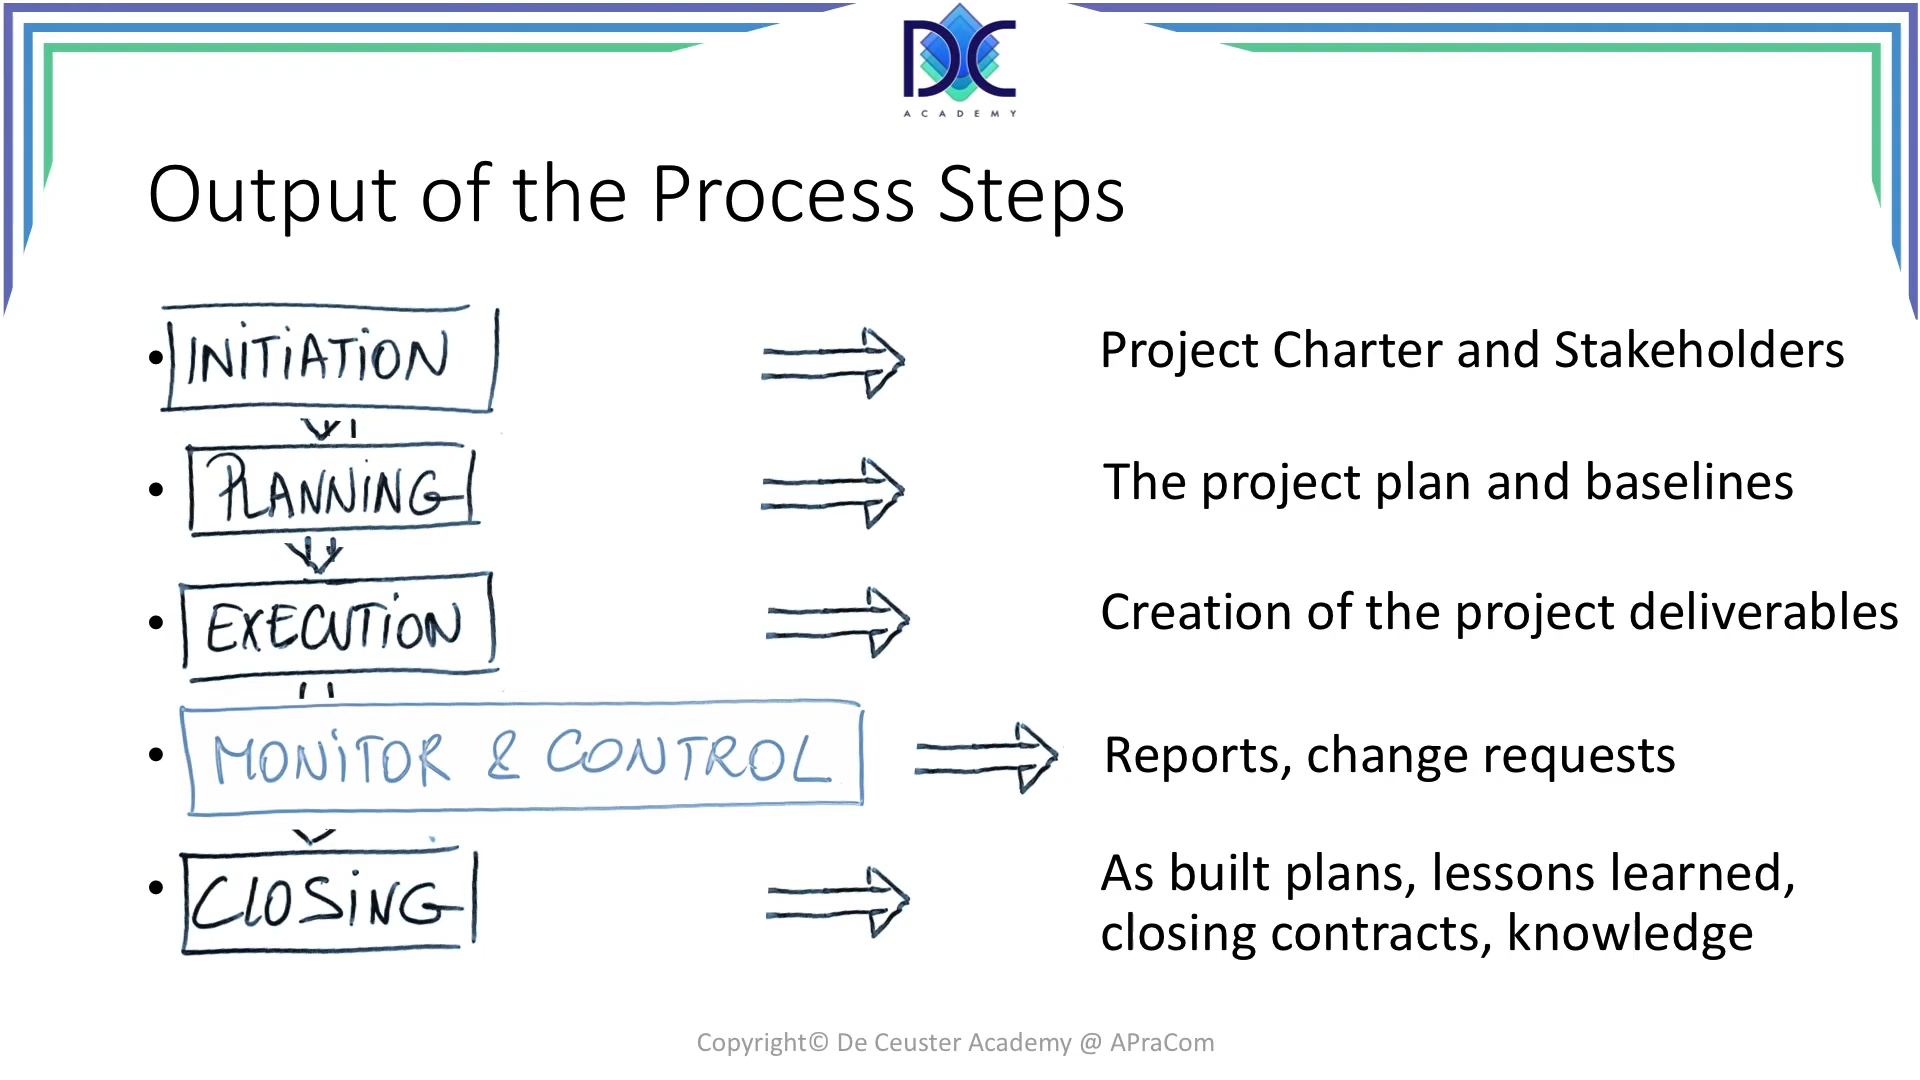 DC
ACADEMY
Output of the Process Steps
• INITIATION
Project Charter and Stakeholders
• PLANNING
The project plan and baselines
• EXECUTION
Creation of the project deliverables
• MONITOR & CONTROL
Reports, change requests
• CLOSING
As built plans, lessons learned,
closing contracts, knowledge
Copyright© De Ceuster Academy @ APraCom